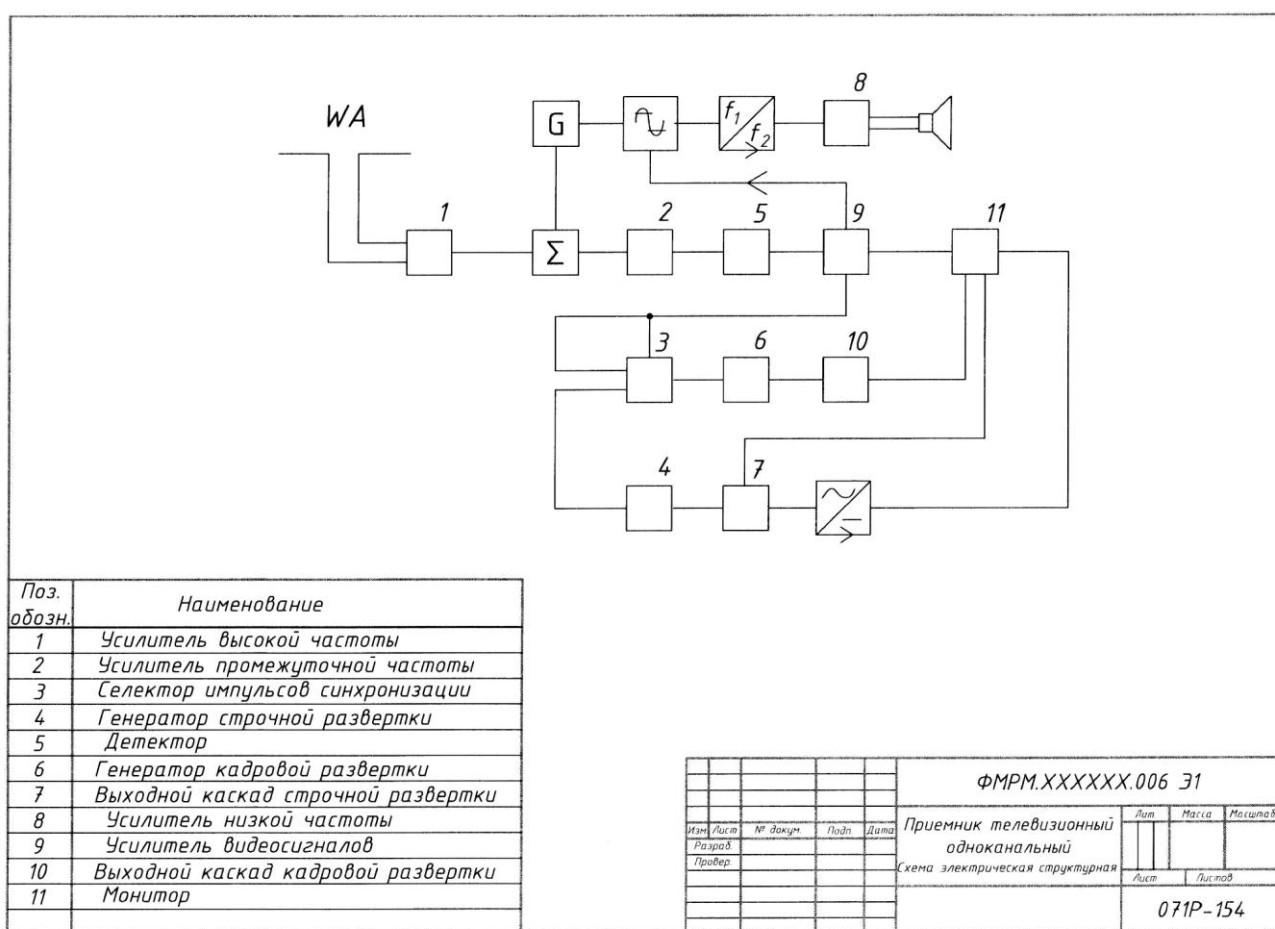 WA
G
f₁
f₂
8
1
Σ
2
5
9
11
3
6
10
4
7
Поз. обозн.
Наименование
1 Усилитель высокой частоты
2 Усилитель промежуточной частоты
3 Селектор импульсов синхронизации
4 Генератор строчной развертки
5 Детектор
6 Генератор кадровой развертки
7 Выходной каскад строчной развертки
8 Усилитель низкой частоты
9 Усилитель видеосигналов
10 Выходной каскад кадровой развертки
11 Монитор
ФМРМ.XXXXXX.006 Э1
Изм. Лист № докум. Подп. Дата
Разраб.
Провер.
Приемник телевизионный
одноканальный
Схема электрическая структурная
Лит Масса Масштаб
Лист Листов
071Р-154